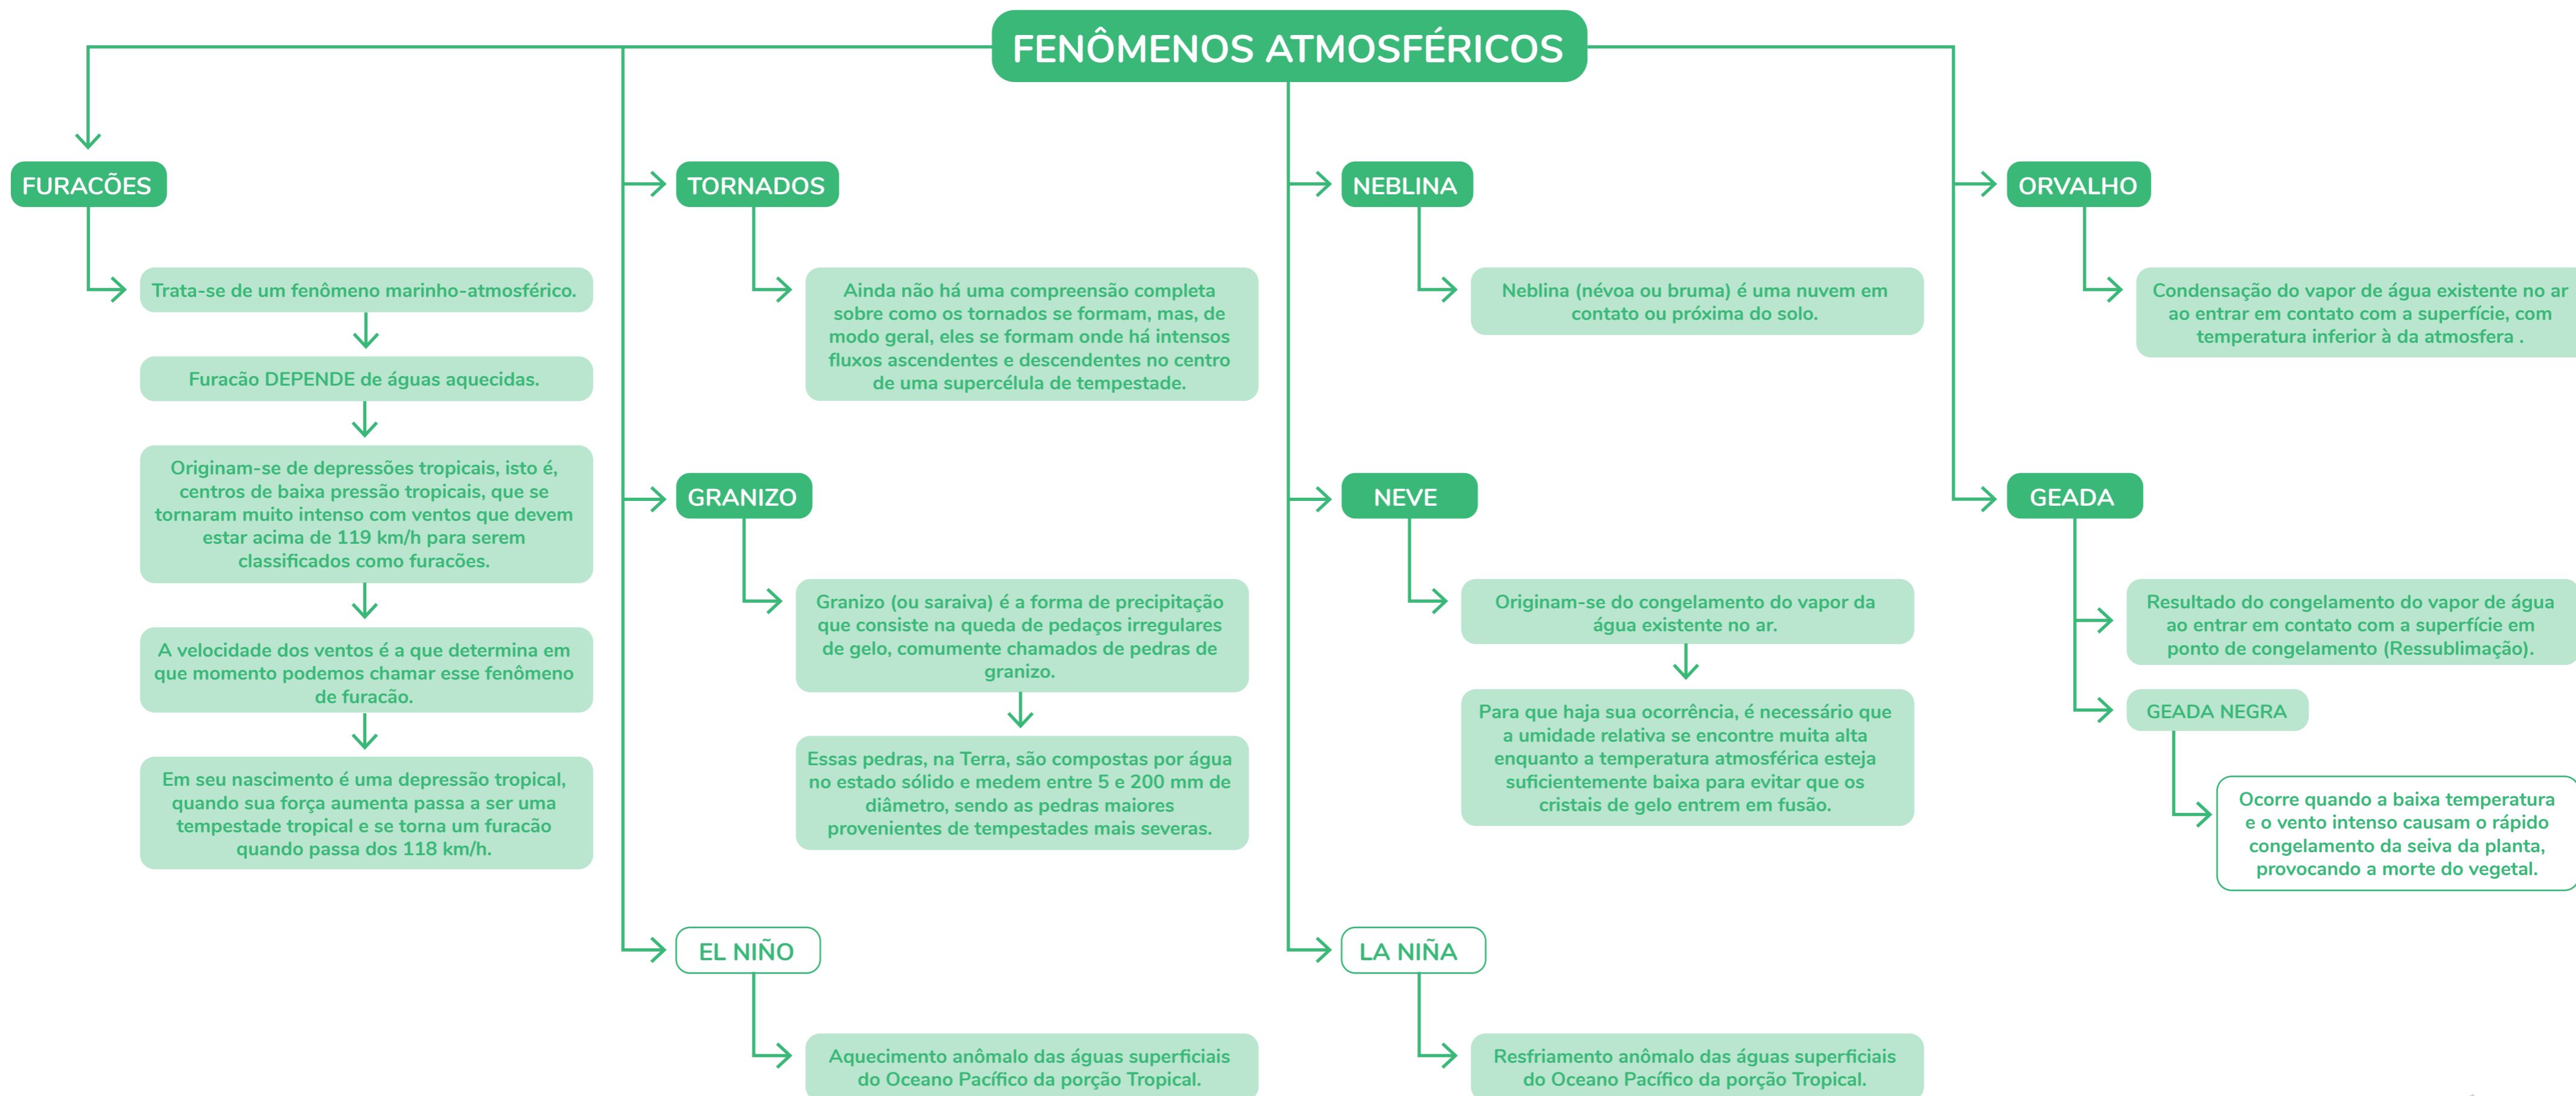 FENÔMENOS ATMOSFÉRICOS
FURACÕES
Trata-se de um fenômeno marinho-atmosférico.
Furacão DEPENDE de águas aquecidas.
Originam-se de depressões tropicais, isto é,
centros de baixa pressão tropicais, que se
tornaram muito intenso com ventos que devem
estar acima de 119 km/h para serem
classificados como furacões.
A velocidade dos ventos é a que determina em
que momento podemos chamar esse fenômeno
de furacão.
Em seu nascimento é uma depressão tropical,
quando sua força aumenta passa a ser uma
tempestade tropical e se torna um furacão
quando passa dos 118 km/h.
TORNADOS
Ainda não há uma compreensão completa
sobre como os tornados se formam, mas, de
modo geral, eles se formam onde há intensos
fluxos ascendentes e descendentes no centro
de uma supercélula de tempestade.
GRANIZO
Granizo (ou saraiva) é a forma de precipitação
que consiste na queda de pedaços irregulares
de gelo, comumente chamados de pedras de
granizo.
Essas pedras, na Terra, são compostas por água
no estado sólido e medem entre 5 e 200 mm de
diâmetro, sendo as pedras maiores
provenientes de tempestades mais severas.
EL NIÑO
Aquecimento anômalo das águas superficiais
do Oceano Pacífico da porção Tropical.
NEBLINA
Neblina (névoa ou bruma) é uma nuvem em
contato ou próxima do solo.
NEVE
Originam-se do congelamento do vapor da
água existente no ar.
Para que haja sua ocorrência, é necessário que
a umidade relativa se encontre muita alta
enquanto a temperatura atmosférica esteja
suficientemente baixa para evitar que os
cristais de gelo entrem em fusão.
LA NIÑA
Resfriamento anômalo das águas superficiais
do Oceano Pacífico da porção Tropical.
ORVALHO
Condensação do vapor de água existente no ar
ao entrar em contato com a superfície, com
temperatura inferior à da atmosfera .
GEADA
Resultado do congelamento do vapor de água
ao entrar em contato com a superfície em
ponto de congelamento (Ressublimação).
GEADA NEGRA
Ocorre quando a baixa temperatura
e o vento intenso causam o rápido
congelamento da seiva da planta,
provocando a morte do vegetal.